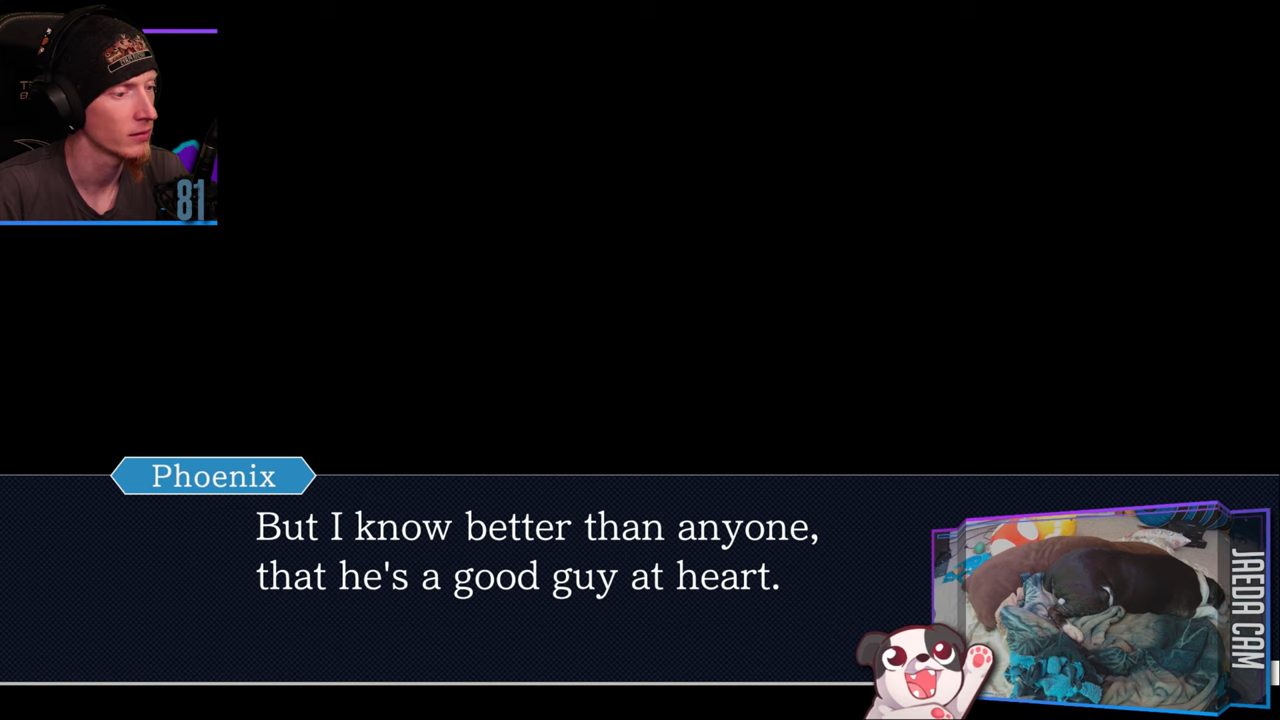 81
Phoenix
But I know better than anyone,
that he's a good guy at heart.
JAEDA CAM